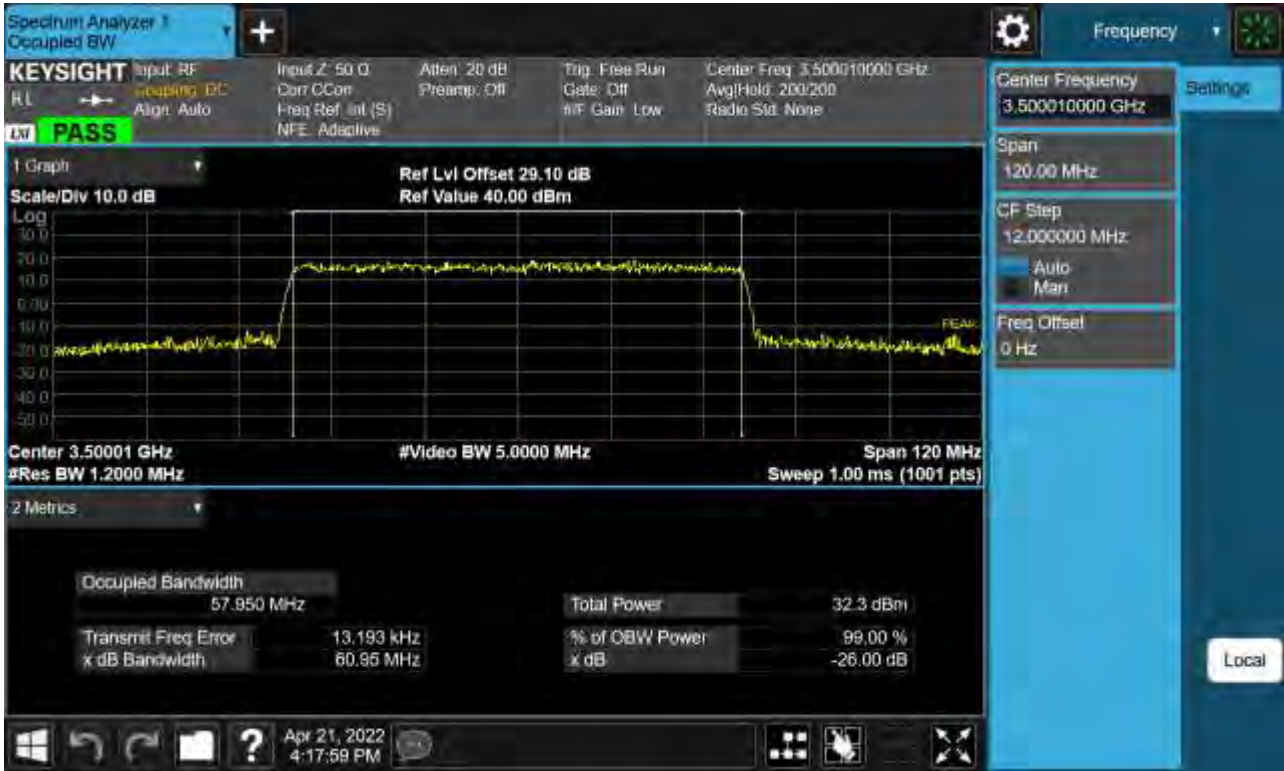 Spectrum Analyzer 1
Occupied BW
Frequency
KEYSIGHT
RL
LXI PASS
Input: RF
Coupling: DC
Align: Auto
Input Z: 50 Ω
Corr CCorr
Freq Ref: Int (S)
NFE: Adaptive
Atten: 20 dB
Preamp: Off
Trig: Free Run
Gate: Off
#IF Gain: Low
Center Freq: 3.500010000 GHz
Avg|Hold: 200/200
Radio Std: None
Center Frequency
3.500010000 GHz
Settings
Span
120.00 MHz
CF Step
12.000000 MHz
Auto
Man
Freq Offset
0 Hz
1 Graph
Scale/Div 10.0 dB
Ref Lvl Offset 29.10 dB
Ref Value 40.00 dBm
Log
30.0
20.0
10.0
0.00
-10.0
-20.0
-30.0
-40.0
-50.0
PEAK
Center 3.50001 GHz
#Video BW 5.0000 MHz
Span 120 MHz
#Res BW 1.2000 MHz
Sweep 1.00 ms (1001 pts)
2 Metrics
Occupied Bandwidth
57.950 MHz
Total Power 32.3 dBm
Transmit Freq Error 13.193 kHz
% of OBW Power 99.00 %
x dB Bandwidth 60.95 MHz
x dB -26.00 dB
Local
?
Apr 21, 2022
4:17:59 PM